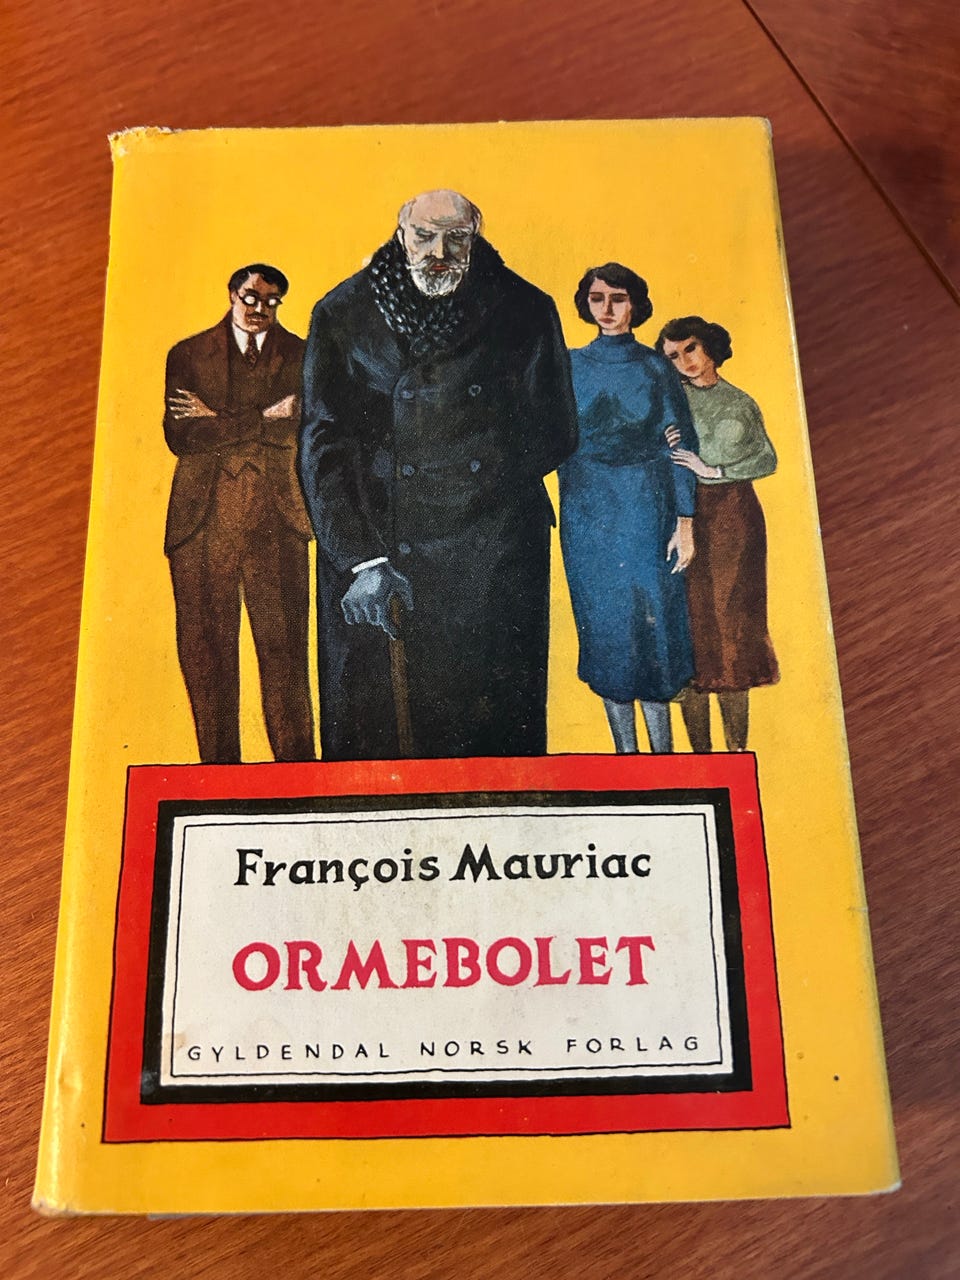 François Mauriac
ORMEBOLET
GYLDENDAL NORSK FORLAG